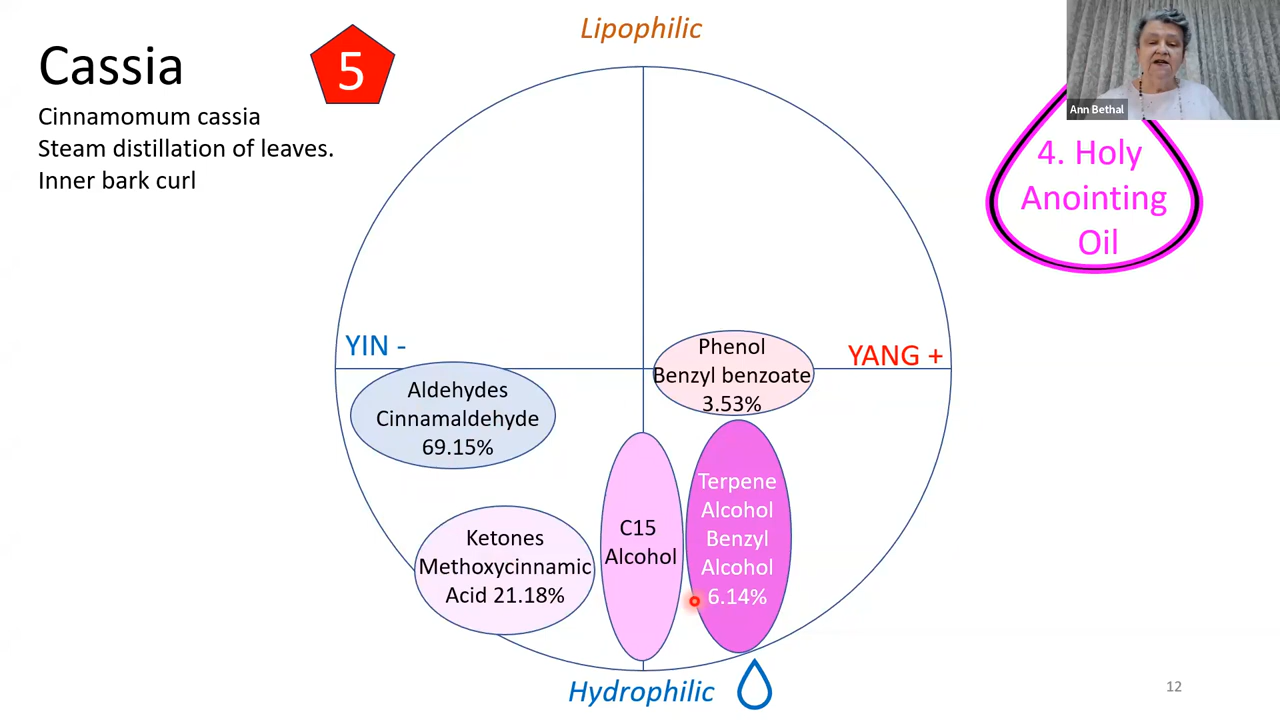 Cassia
5
Cinnamomum cassia
Steam distillation of leaves.
Inner bark curl
Lipophilic
Ann Bethal
4. Holy
Anointing
Oil
YIN -
YANG +
Phenol
Benzyl benzoate
3.53%
Aldehydes
Cinnamaldehyde
69.15%
Ketones
Methoxycinnamic
Acid 21.18%
C15
Alcohol
Terpene
Alcohol
Benzyl
Alcohol
6.14%
Hydrophilic
12